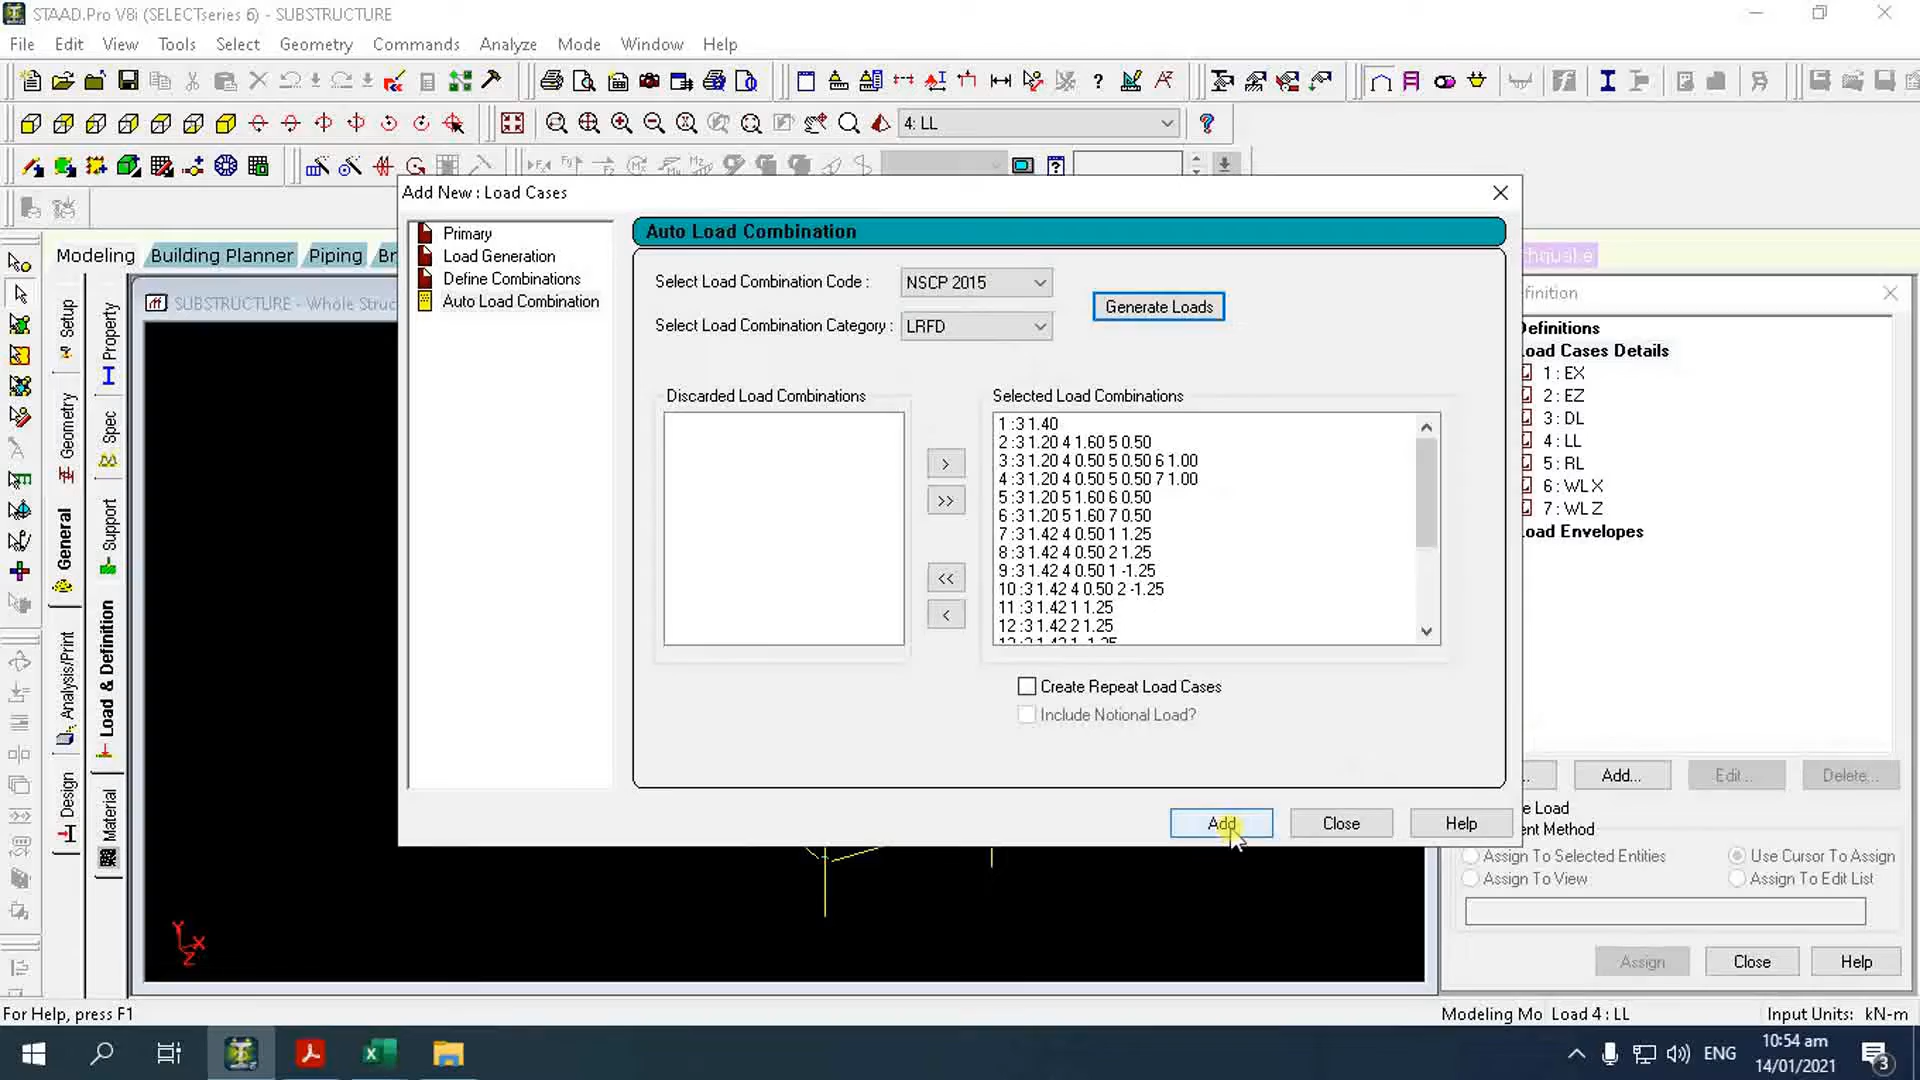 STAAD.Pro V8i (SELECTseries 6) - SUBSTRUCTURE
File Edit View Tools Select Geometry Commands Analyze Mode Window Help
4: LL
Add New : Load Cases
Primary
Load Generation
Define Combinations
Auto Load Combination
Auto Load Combination
Select Load Combination Code : NSCP 2015
Generate Loads
Select Load Combination Category : LRFD
Discarded Load Combinations
Selected Load Combinations
1 :3 1.40
2 :3 1.20 4 1.60 5 0.50
3 :3 1.20 4 0.50 5 0.50 6 1.00
4 :3 1.20 4 0.50 5 0.50 7 1.00
5 :3 1.20 5 1.60 6 0.50
6 :3 1.20 5 1.60 7 0.50
7 :3 1.42 4 0.50 1 1.25
8 :3 1.42 4 0.50 2 1.25
9 :3 1.42 4 0.50 1 -1.25
10 :3 1.42 4 0.50 2 -1.25
11 :3 1.42 1 1.25
12 :3 1.42 2 1.25
>
>>
<<
<
Create Repeat Load Cases
Include Notional Load?
Add Close Help
Modeling Building Planner Piping Br
SUBSTRUCTURE - Whole Struc
Setup
Geometry
General
Analysis/Print
Design
Property
Spec
Support
Load & Definition
Material
Y
X
Z
hquake
finition
Definitions
oad Cases Details
1 : EX
2 : EZ
3 : DL
4 : LL
5 : RL
6 : WL X
7 : WL Z
oad Envelopes
... Add... Edit... Delete...
e Load
ent Method
Assign To Selected Entities Use Cursor To Assign
Assign To View Assign To Edit List
Assign Close Help
For Help, press F1
Modeling Mo Load 4 : LL Input Units: kN-m
ENG
10:54 am
14/01/2021
3